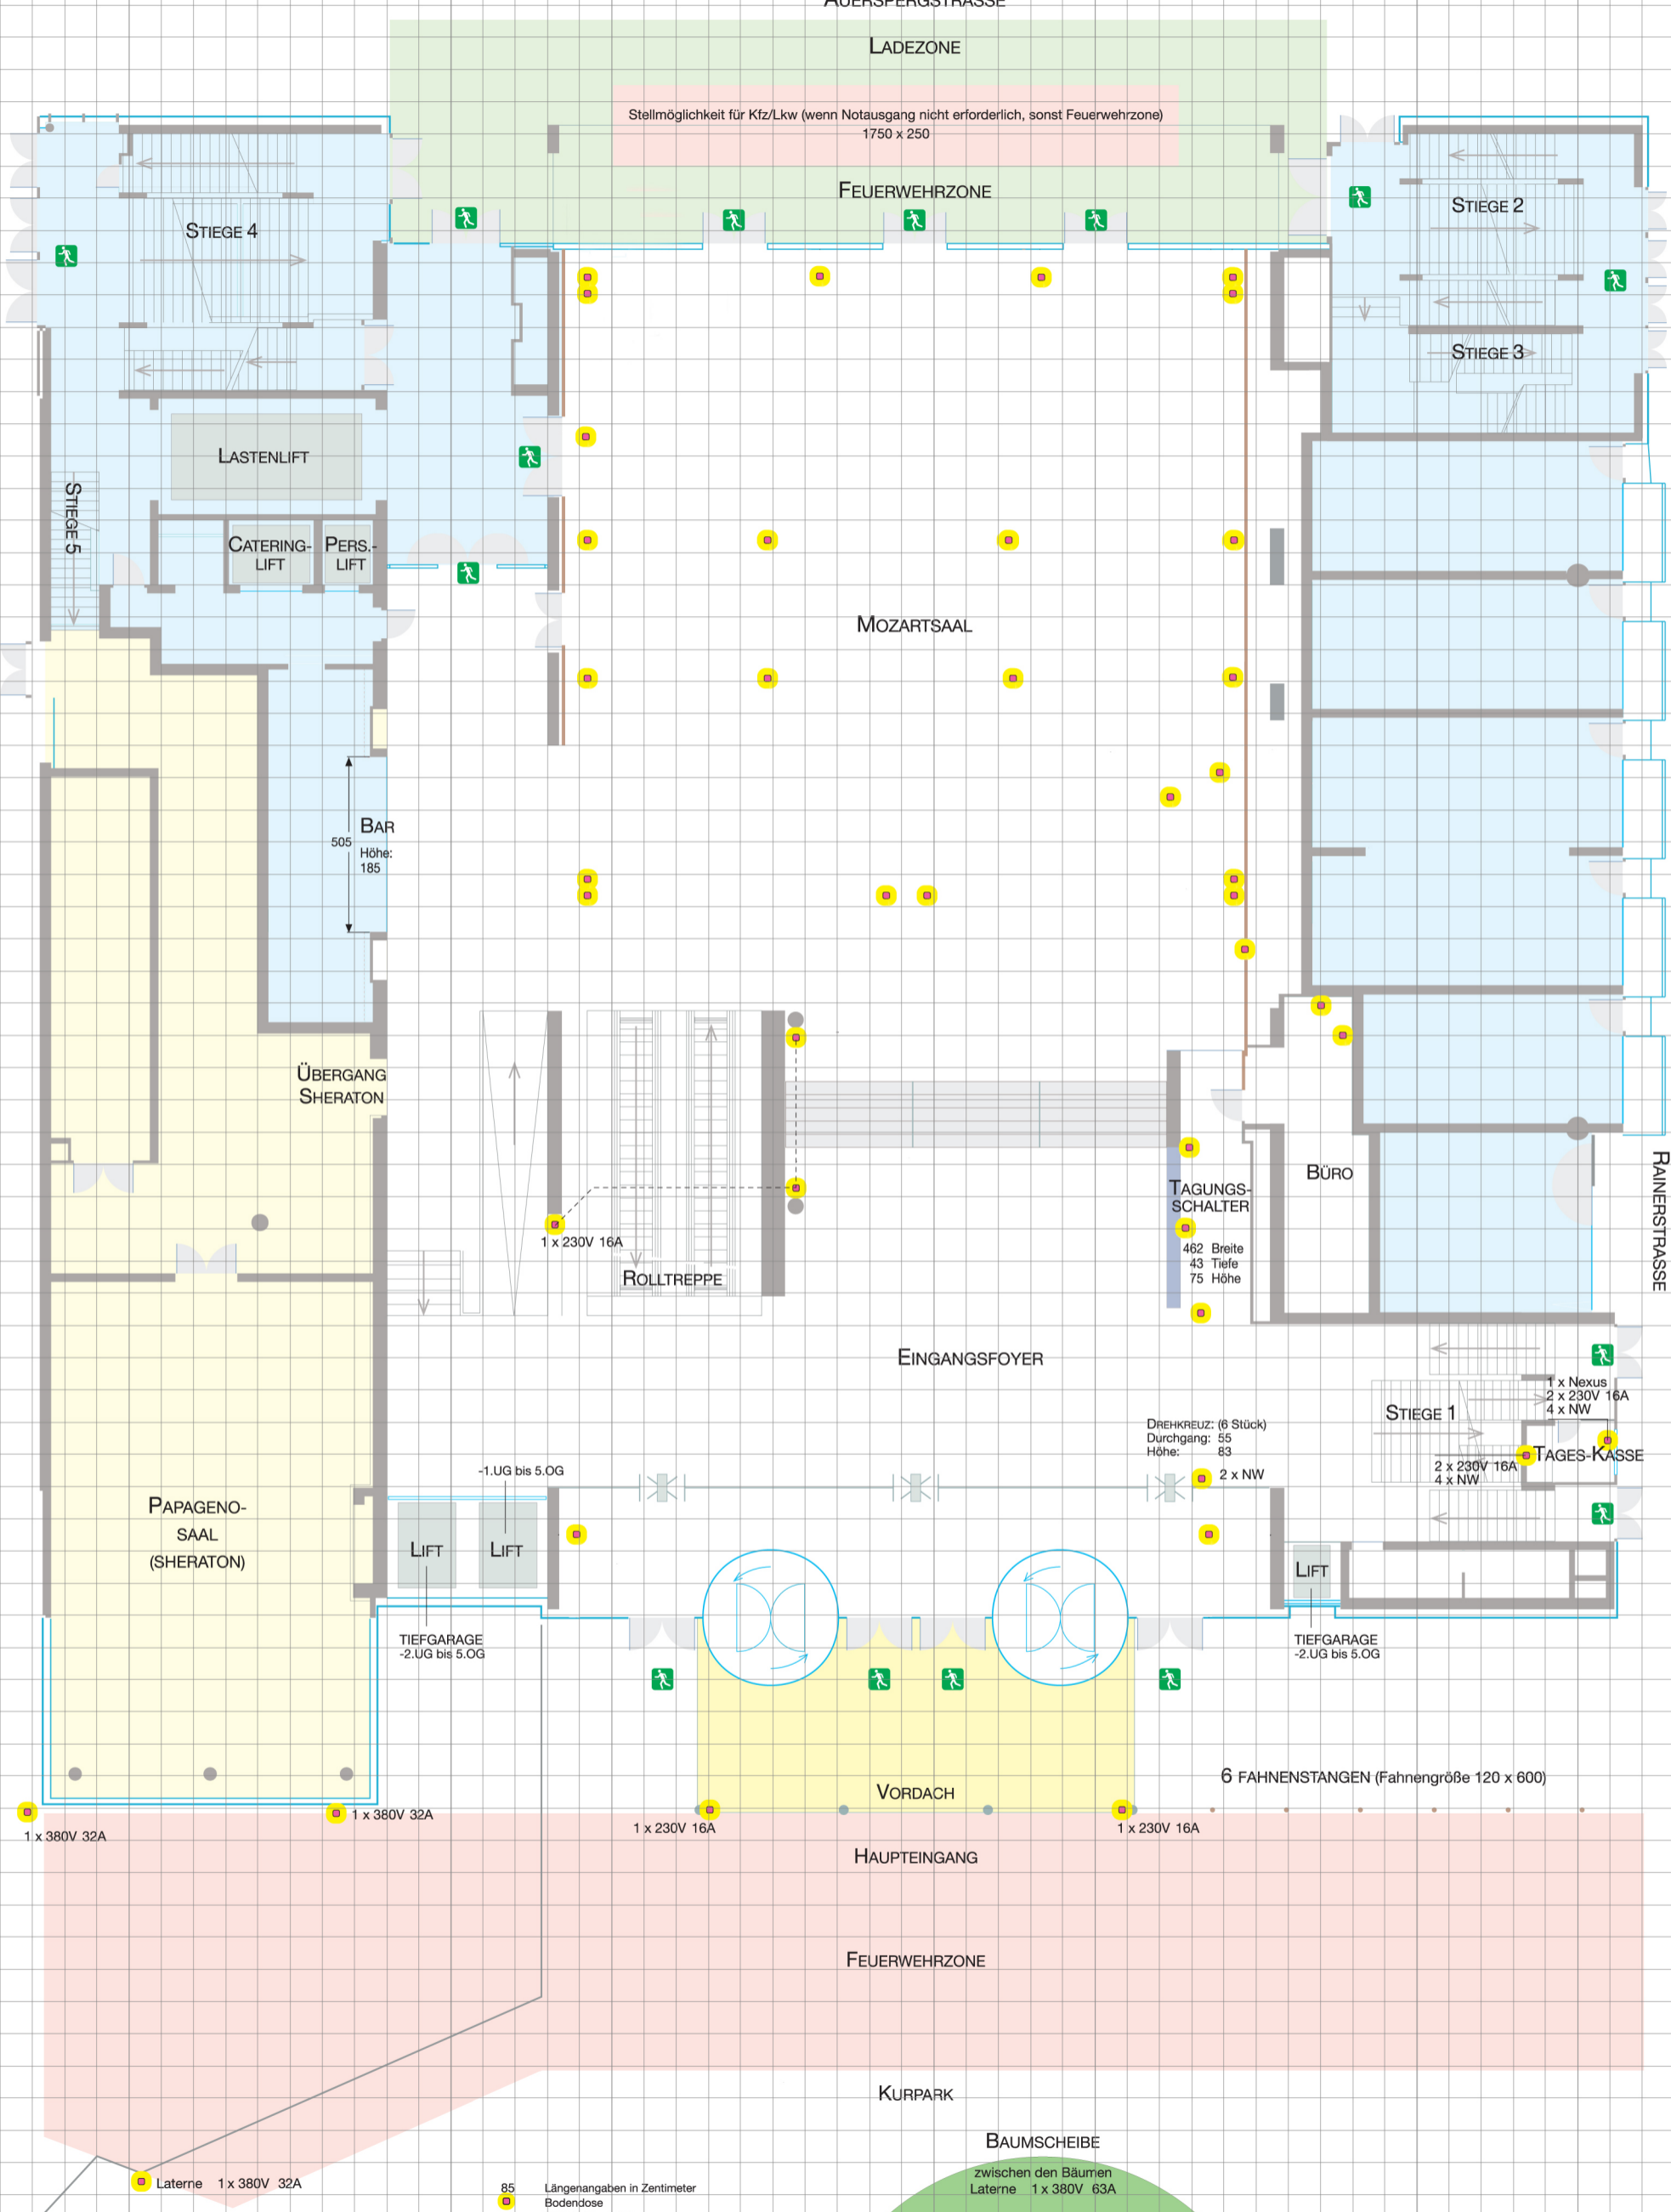 AUERSPERGSTRASSE
LADEZONE
Stellmöglichkeit für Kfz/Lkw (wenn Notausgang nicht erforderlich, sonst Feuerwehrzone)
1750 x 250
FEUERWEHRZONE
STIEGE 4
STIEGE 2
STIEGE 3
LASTENLIFT
STIEGE 5
CATERING-
LIFT
PERS.-
LIFT
MOZARTSAAL
BAR
505
Höhe:
185
ÜBERGANG
SHERATON
RAINERSTRASSE
BÜRO
TAGUNGS-
SCHALTER
1 x 230V 16A
462 Breite
43 Tiefe
75 Höhe
ROLLTREPPE
EINGANGSFOYER
1 x Nexus
2 x 230V 16A
4 x NW
STIEGE 1
DREHKREUZ: (6 Stück)
Durchgang: 55
Höhe: 83
TAGES-KASSE
2 x 230V 16A
4 x NW
-1.UG bis 5.OG
2 x NW
PAPAGENO-
SAAL
(SHERATON)
LIFT
LIFT
LIFT
TIEFGARAGE
-2.UG bis 5.OG
TIEFGARAGE
-2.UG bis 5.OG
6 FAHNENSTANGEN (Fahnengröße 120 x 600)
VORDACH
1 x 380V 32A
1 x 380V 32A
1 x 230V 16A
1 x 230V 16A
HAUPTEINGANG
FEUERWEHRZONE
KURPARK
BAUMSCHEIBE
zwischen den Bäumen
Laterne 1 x 380V 63A
Laterne 1 x 380V 32A
85 Längenangaben in Zentimeter
Bodendose